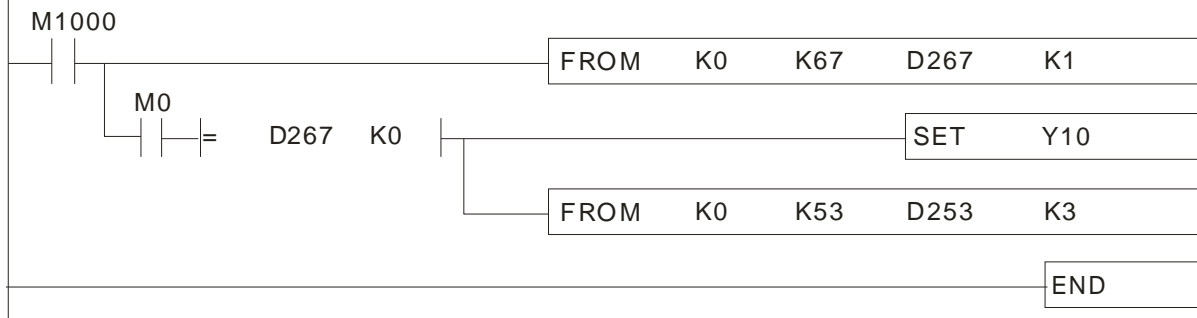 M1000
FROM K0 K67 D267 K1
M0
= D267 K0
SET Y10
FROM K0 K53 D253 K3
END